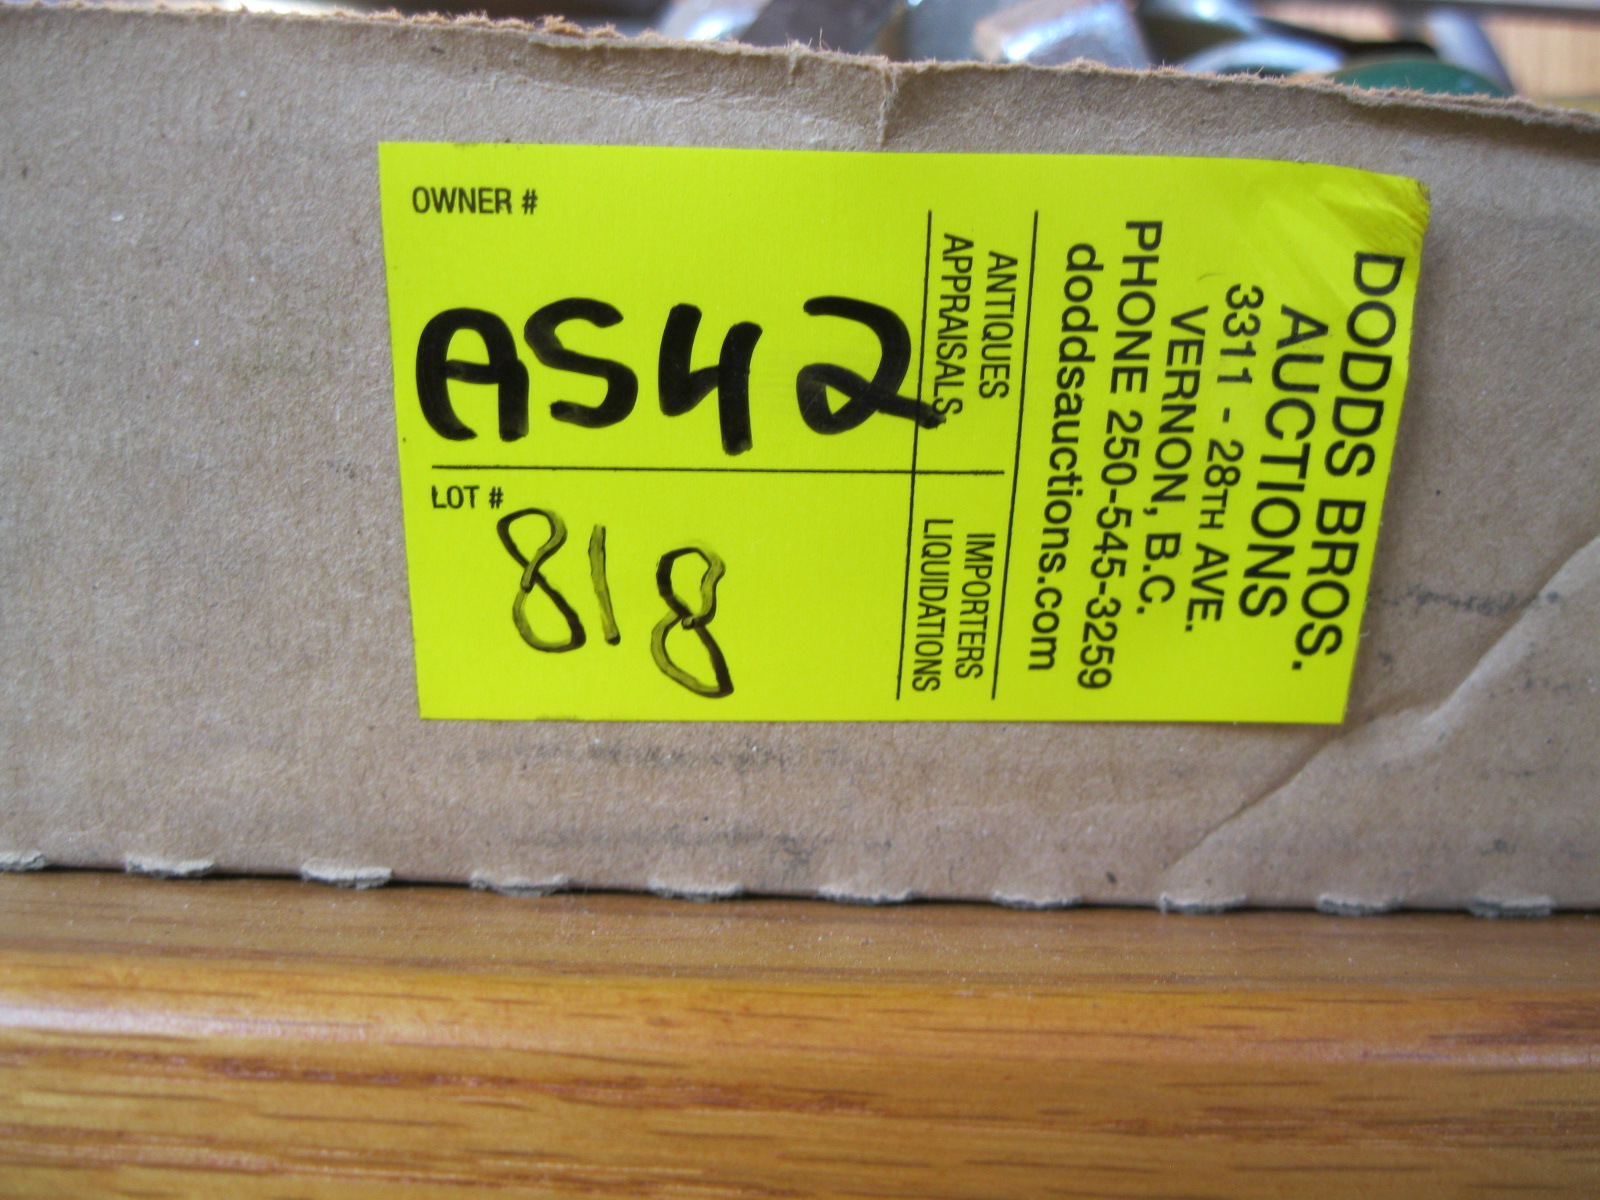 OWNER #
AS42
LOT #
818
DODDS BROS.
AUCTIONS
3311 - 28TH AVE.
VERNON, B.C.
PHONE 250-545-3259
doddsauctions.com
ANTIQUES
APPRAISALS
IMPORTERS
LIQUIDATIONS